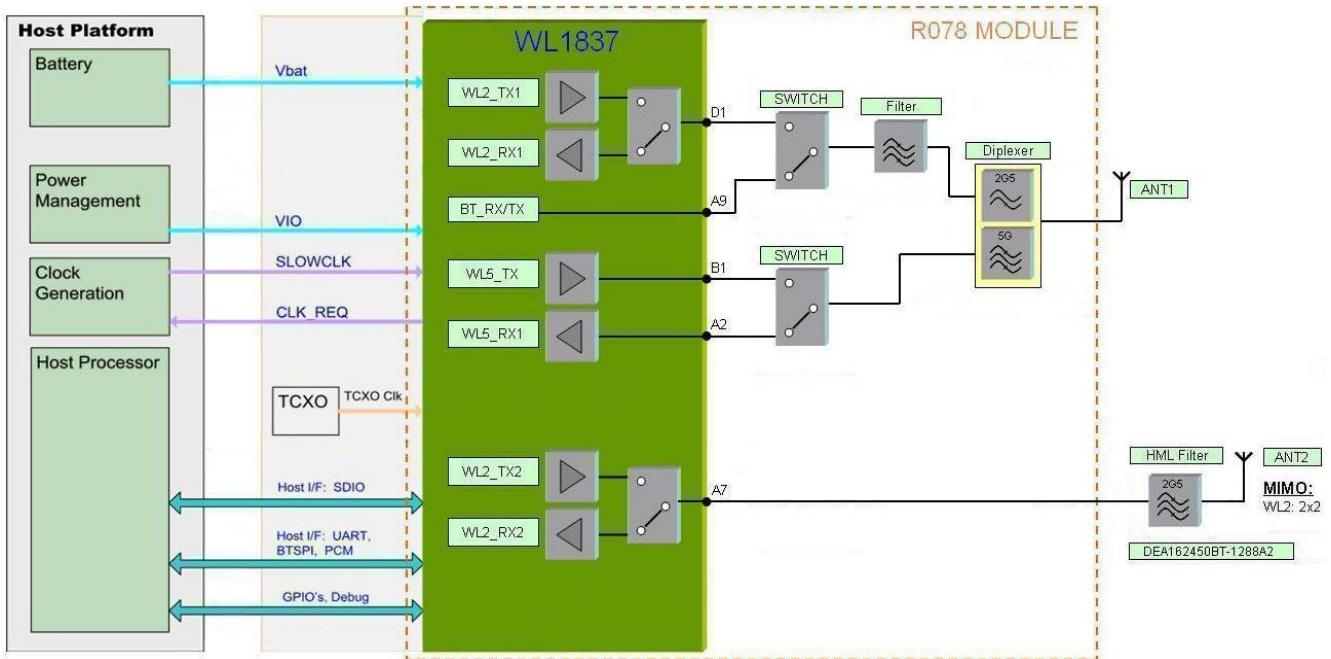 Host Platform
Battery
Power
Management
Clock
Generation
Host Processor
Vbat
VIO
SLOWCLK
CLK_REQ
TCXO
TCXO Clk
Host I/F: SDIO
Host I/F: UART,
BTSPI, PCM
GPIO's, Debug
WL1837
WL2_TX1
WL2_RX1
BT_RX/TX
WL5_TX
WL5_RX1
WL2_TX2
WL2_RX2
D1
A9
B1
A2
A7
R078 MODULE
SWITCH
Filter
Diplexer
2G5
5G
ANT1
SWITCH
HML Filter
2G5
ANT2
MIMO:
WL2: 2x2
DEA162450BT-1288A2